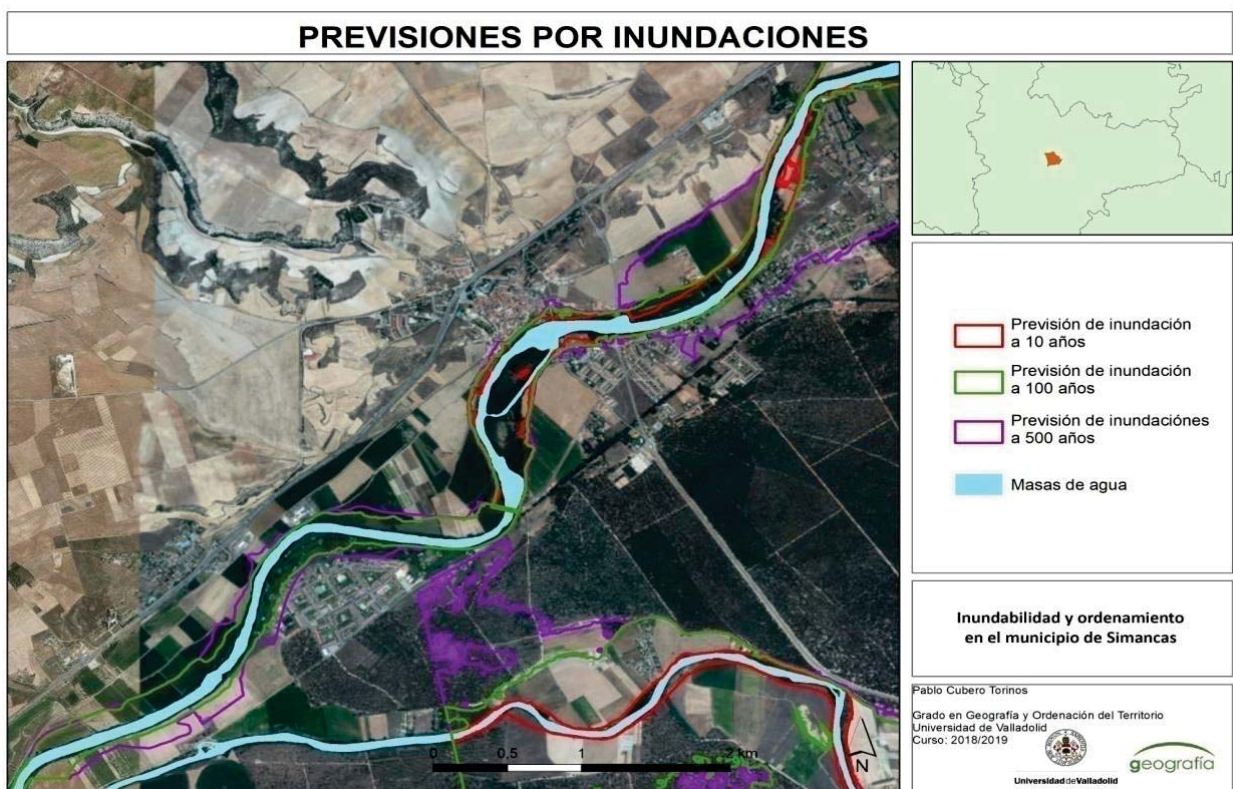 PREVISIONES POR INUNDACIONES
Previsión de inundación
a 10 años
Previsión de inundación
a 100 años
Previsión de inundaciónes
a 500 años
Masas de agua
Inundabilidad y ordenamiento
en el municipio de Simancas
Pablo Cubero Torinos
Grado en Geografía y Ordenación del Territorio
Universidad de Valladolid
Curso: 2018/2019
Universidad de Valladolid
geografía
0 0,5 1 2 km
N